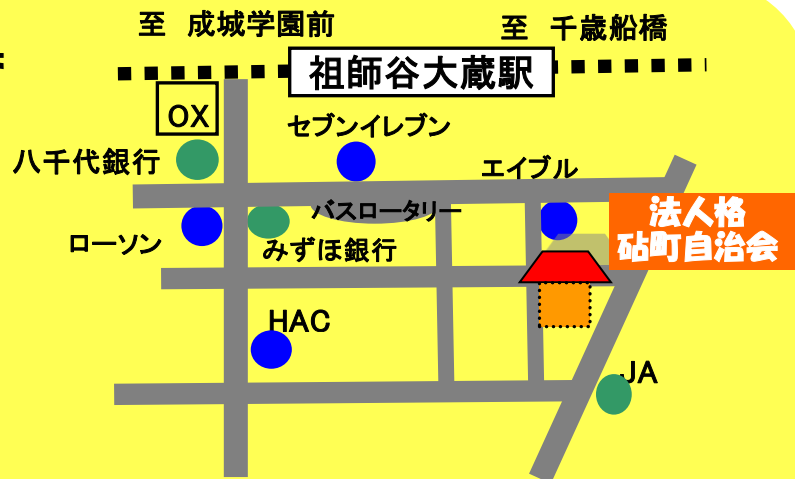 至 成城学園前
至 千歳船橋
祖師谷大蔵駅
OX
セブンイレブン
八千代銀行
エイブル
法人格
砧町自治会
バスロータリー
ローソン
みずほ銀行
HAC
JA